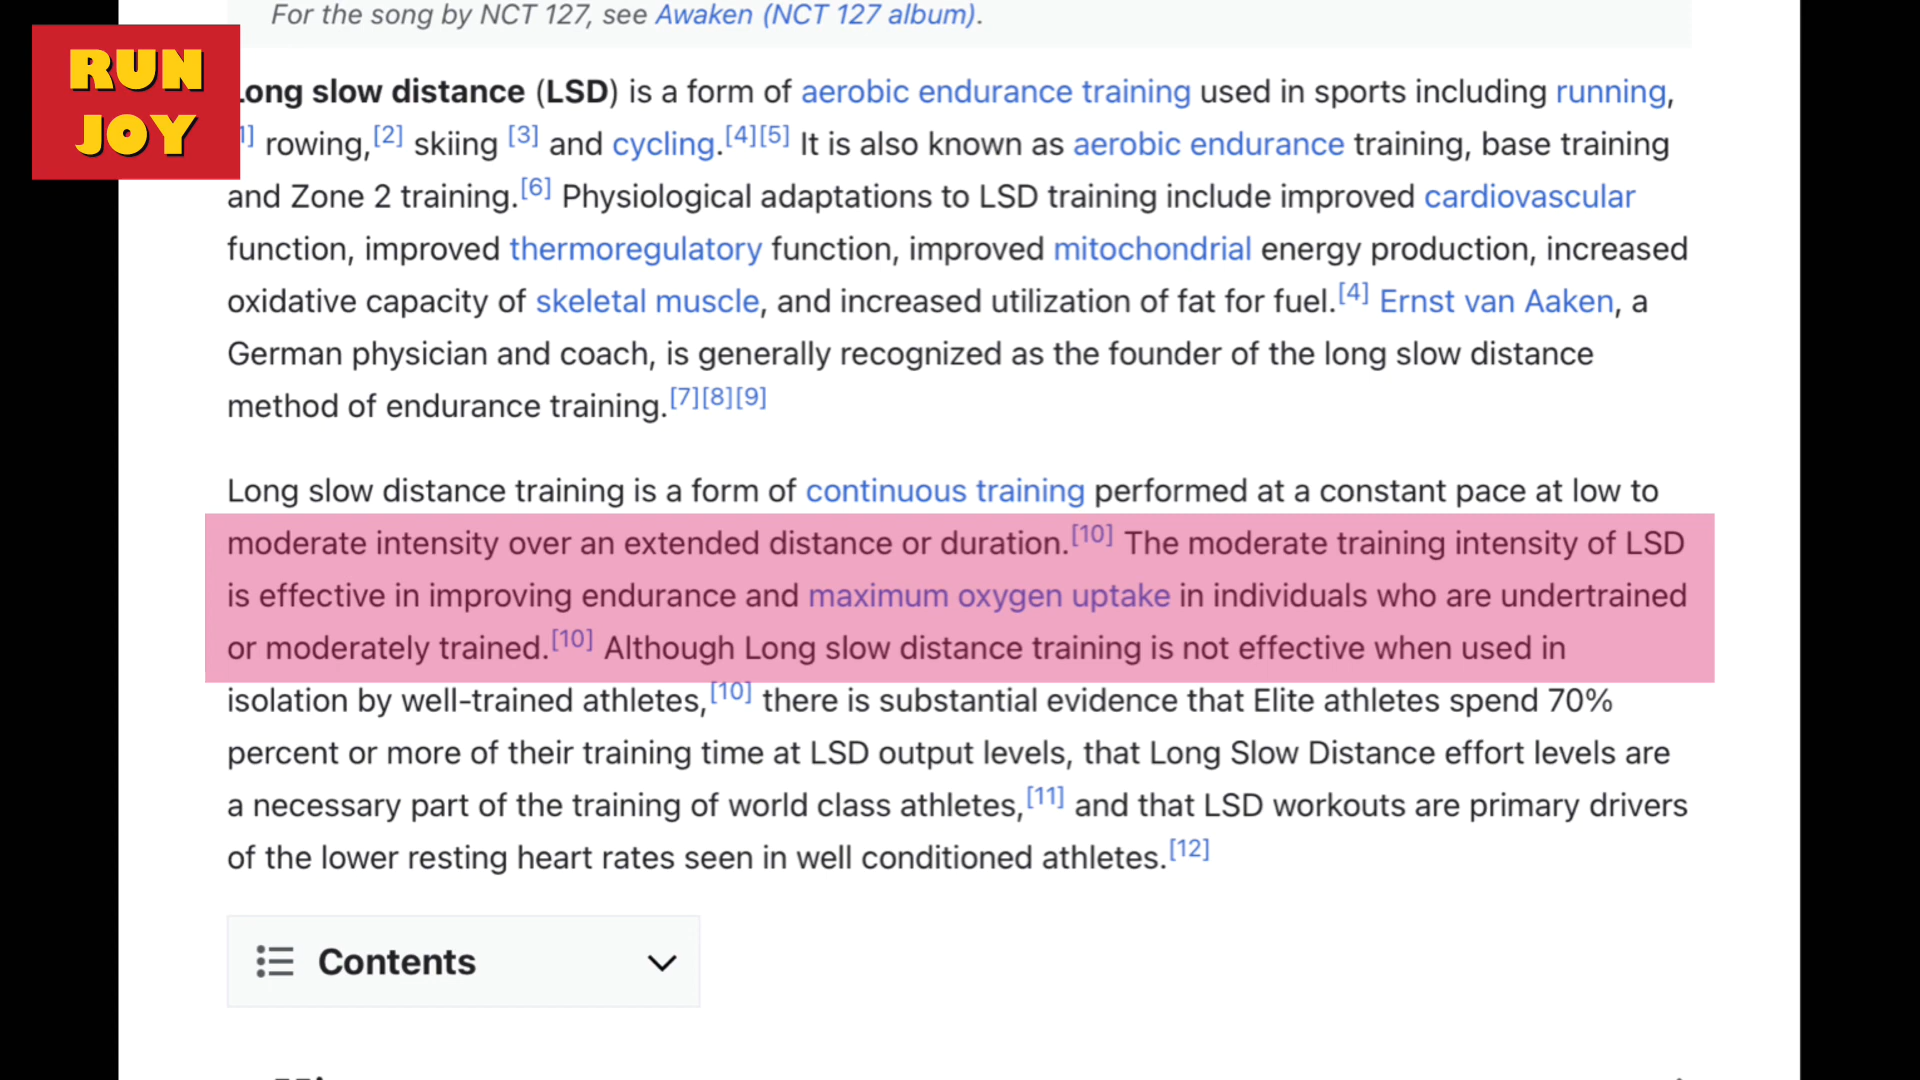 For the song by NCT 127, see Awaken (NCT 127 album).
RUN
JOY
Long slow distance (LSD) is a form of aerobic endurance training used in sports including running,
1] rowing,[2] skiing [3] and cycling.[4][5] It is also known as aerobic endurance training, base training
and Zone 2 training.[6] Physiological adaptations to LSD training include improved cardiovascular
function, improved thermoregulatory function, improved mitochondrial energy production, increased
oxidative capacity of skeletal muscle, and increased utilization of fat for fuel.[4] Ernst van Aaken, a
German physician and coach, is generally recognized as the founder of the long slow distance
method of endurance training.[7][8][9]
Long slow distance training is a form of continuous training performed at a constant pace at low to
moderate intensity over an extended distance or duration.[10] The moderate training intensity of LSD
is effective in improving endurance and maximum oxygen uptake in individuals who are undertrained
or moderately trained.[10] Although Long slow distance training is not effective when used in
isolation by well-trained athletes,[10] there is substantial evidence that Elite athletes spend 70%
percent or more of their training time at LSD output levels, that Long Slow Distance effort levels are
a necessary part of the training of world class athletes,[11] and that LSD workouts are primary drivers
of the lower resting heart rates seen in well conditioned athletes.[12]
Contents